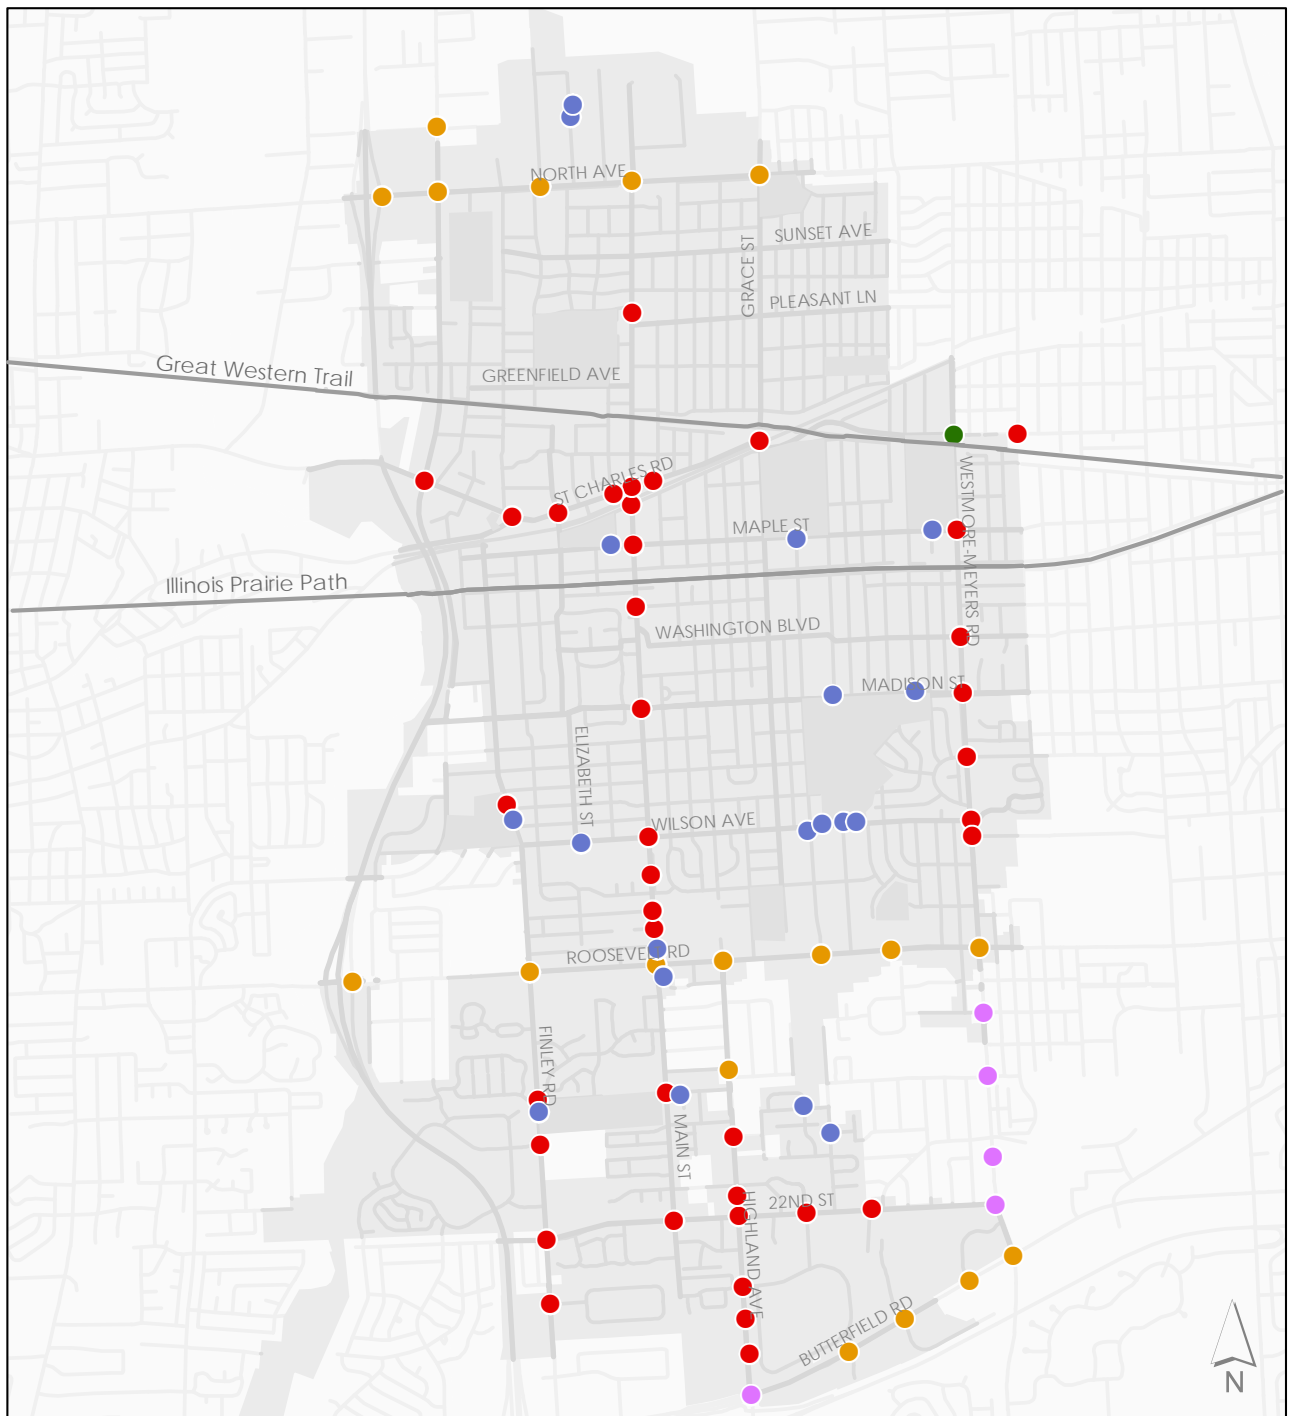 NORTH AVE
SUNSET AVE
GRACE ST
PLEASANT LN
Great Western Trail
GREENFIELD AVE
ST CHARLES RD
WESTMORE-MEYERS RD
MAPLE ST
Illinois Prairie Path
WASHINGTON BLVD
MADISON ST
ELIZABETH ST
WILSON AVE
ROOSEVELT RD
FINLEY RD
MAIN ST
22ND ST
HIGHLAND AVE
BUTTERFIELD RD
N